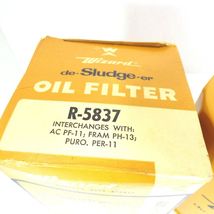 Wizard
de-Sludge-er
OIL FILTER
R-5837
INTERCHANGES WITH:
AC PF-11; FRAM PH-13;
PURO. PER-11